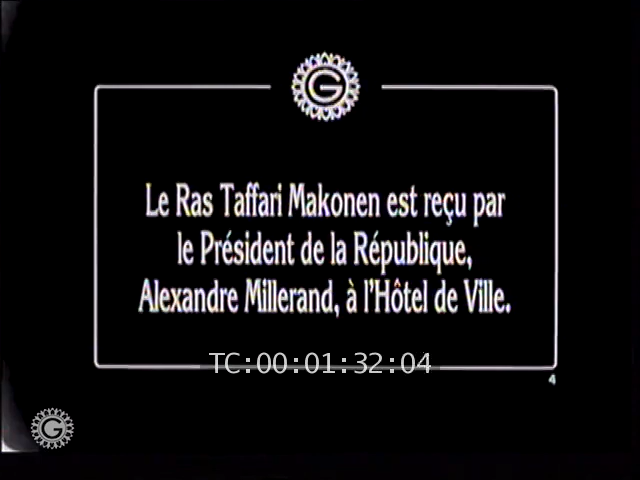 G
Le Ras Taffari Makonen est reçu par
le Président de la République,
Alexandre Millerand, à l'Hôtel de Ville.
TC:00:01:32:04
4
G